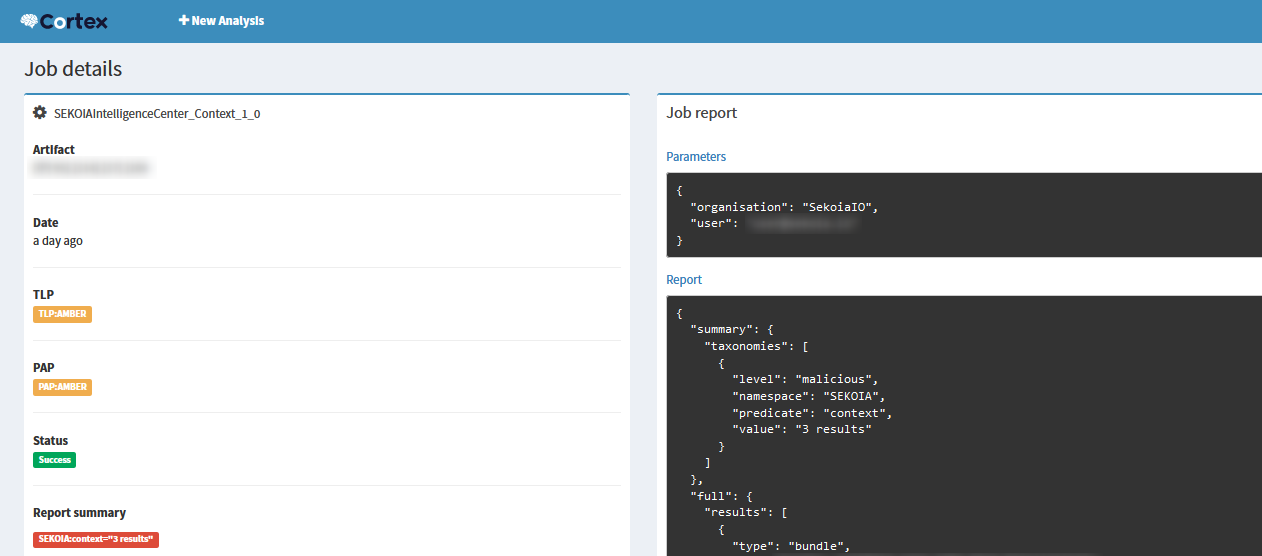 Cortex
New Analysis
Job details
SEKOIAIntelligenceCenter_Context_1_0
Artifact
Date
a day ago
TLP
TLP:AMBER
PAP
PAP:AMBER
Status
Success
Report summary
SEKOIA:context="3 results"
Job report
Parameters
{
"organisation": "SekoiaIO",
"user":
}
Report
{
"summary": {
"taxonomies": [
{
"level": "malicious",
"namespace": "SEKOIA",
"predicate": "context",
"value": "3 results"
}
]
},
"full": {
"results": [
{
"type": "bundle",